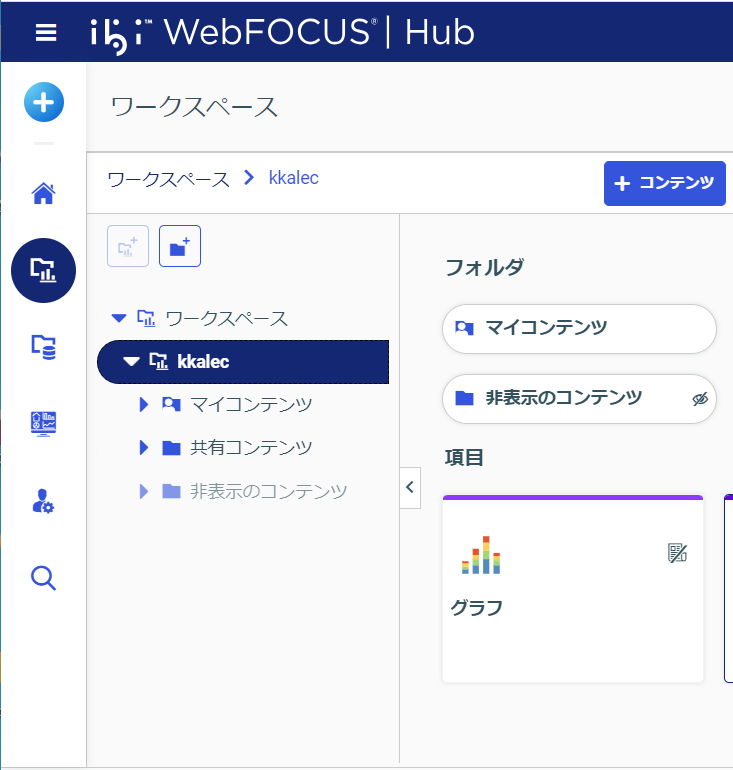 ibi™ WebFOCUS® | Hub
ワークスペース
ワークスペース > kkalec
+ コンテンツ
ワークスペース
kkalec
マイコンテンツ
共有コンテンツ
非表示のコンテンツ
フォルダ
マイコンテンツ
非表示のコンテンツ
項目
グラフ